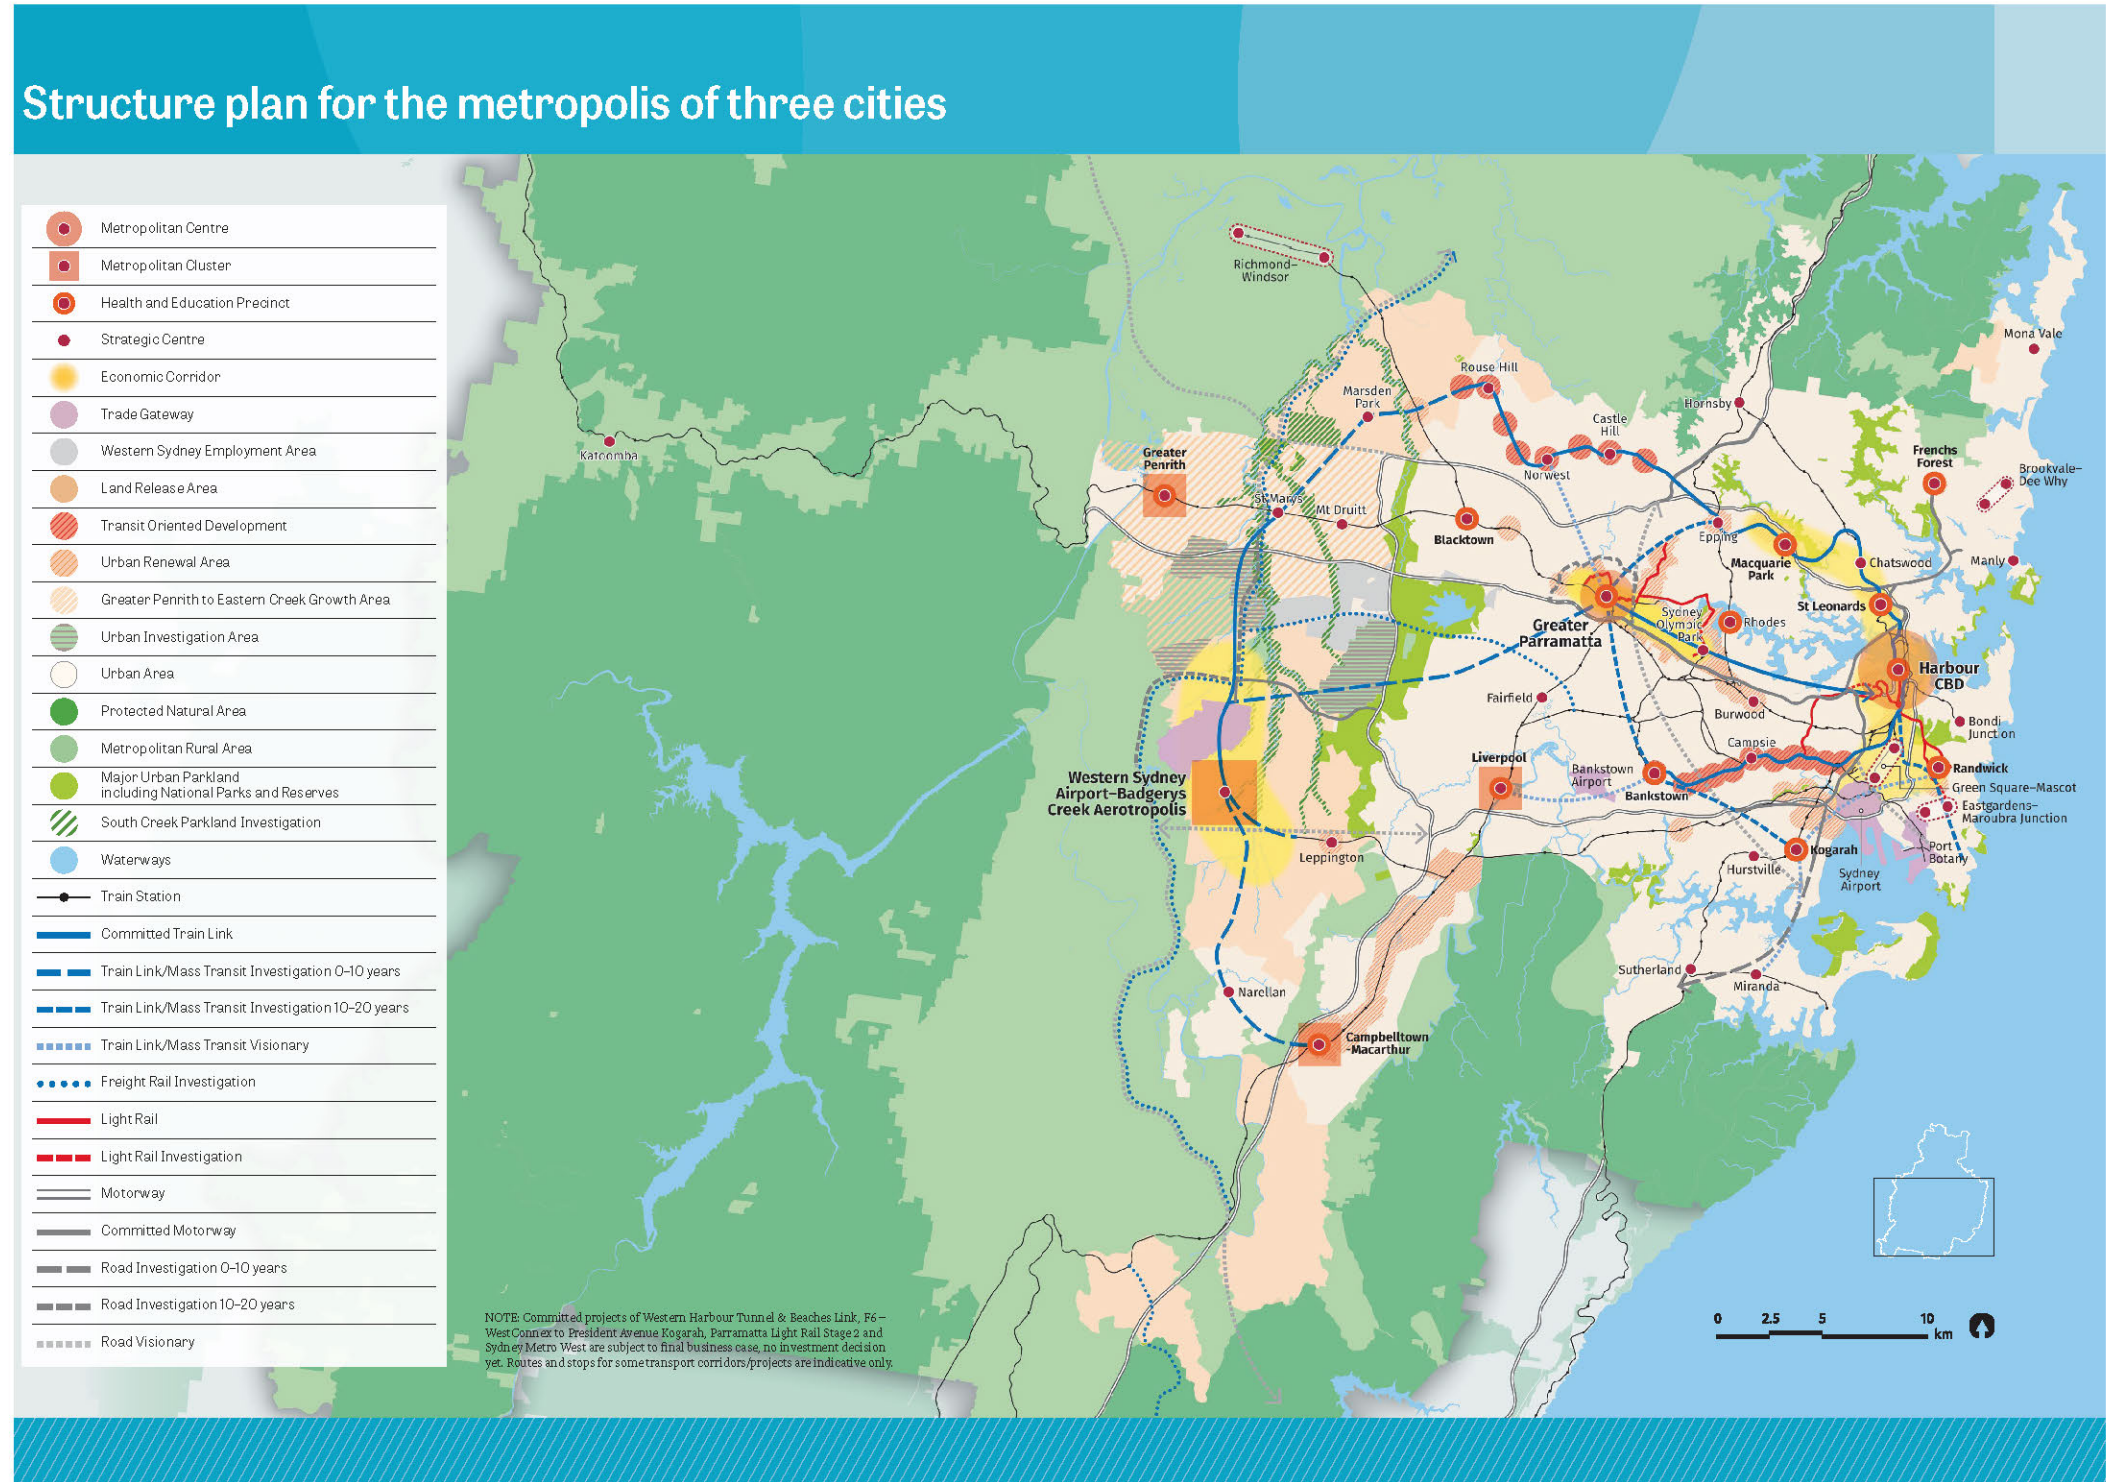 Structure plan for the metropolis of three cities
Metropolitan Centre
Metropolitan Cluster
Health and Education Precinct
Strategic Centre
Economic Corridor
Trade Gateway
Western Sydney Employment Area
Land Release Area
Transit Oriented Development
Urban Renewal Area
Greater Penrith to Eastern Creek Growth Area
Urban Investigation Area
Urban Area
Protected Natural Area
Metropolitan Rural Area
Major Urban Parkland
including National Parks and Reserves
South Creek Parkland Investigation
Waterways
Train Station
Committed Train Link
Train Link/Mass Transit Investigation 0–10 years
Train Link/Mass Transit Investigation 10–20 years
Train Link/Mass Transit Visionary
Freight Rail Investigation
Light Rail
Light Rail Investigation
Motorway
Committed Motorway
Road Investigation 0–10 years
Road Investigation 10–20 years
Road Visionary
Richmond–
Windsor
Mona Vale
Rouse Hill
Marsden
Park
Castle
Hill
Hornsby
Katoomba
Greater
Penrith
Norwest
Frenchs
Forest
Brookvale–
Dee Why
St Marys
Mt Druitt
Blacktown
Epping
Macquarie
Park
Chatswood
Manly
St Leonards
Sydney
Olympic
Park
Rhodes
Greater
Parramatta
Harbour
CBD
Fairfield
Burwood
Bondi
Junction
Campsie
Liverpool
Bankstown
Airport
Bankstown
Randwick
Green Square–Mascot
Eastgardens–
Maroubra Junction
Western Sydney
Airport–Badgerys
Creek Aerotropolis
Leppington
Kogarah
Port
Botany
Hurstville
Sydney
Airport
Sutherland
Miranda
Narellan
Campbelltown
-Macarthur
NOTE: Committed projects of Western Harbour Tunnel & Beaches Link, F6 –
WestConnex to President Avenue Kogarah, Parramatta Light Rail Stage 2 and
Sydney Metro West are subject to final business case, no investment decision
yet. Routes and stops for some transport corridors/projects are indicative only.
0 2.5 5 10
km